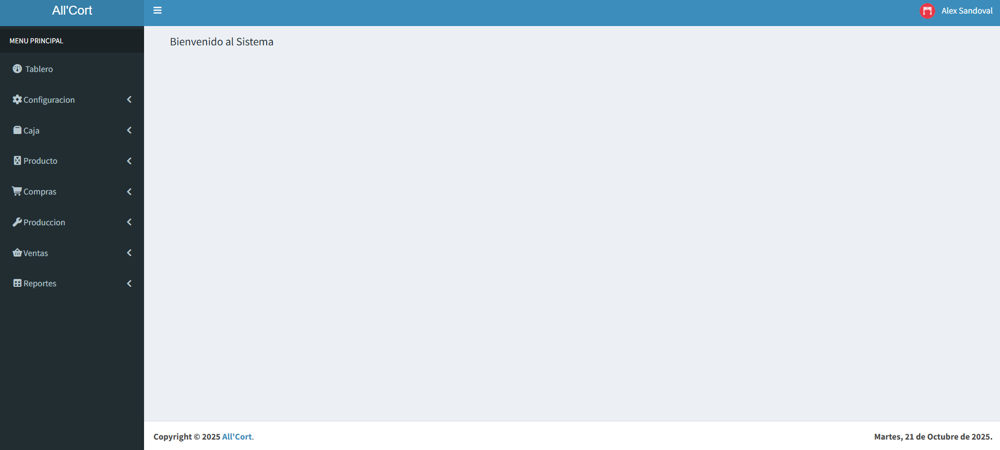 All'Cort
Alex Sandoval
MENU PRINCIPAL
Bienvenido al Sistema
Tablero
Configuracion
Caja
Producto
Compras
Produccion
Ventas
Reportes
Copyright © 2025 All'Cort.
Martes, 21 de Octubre de 2025.